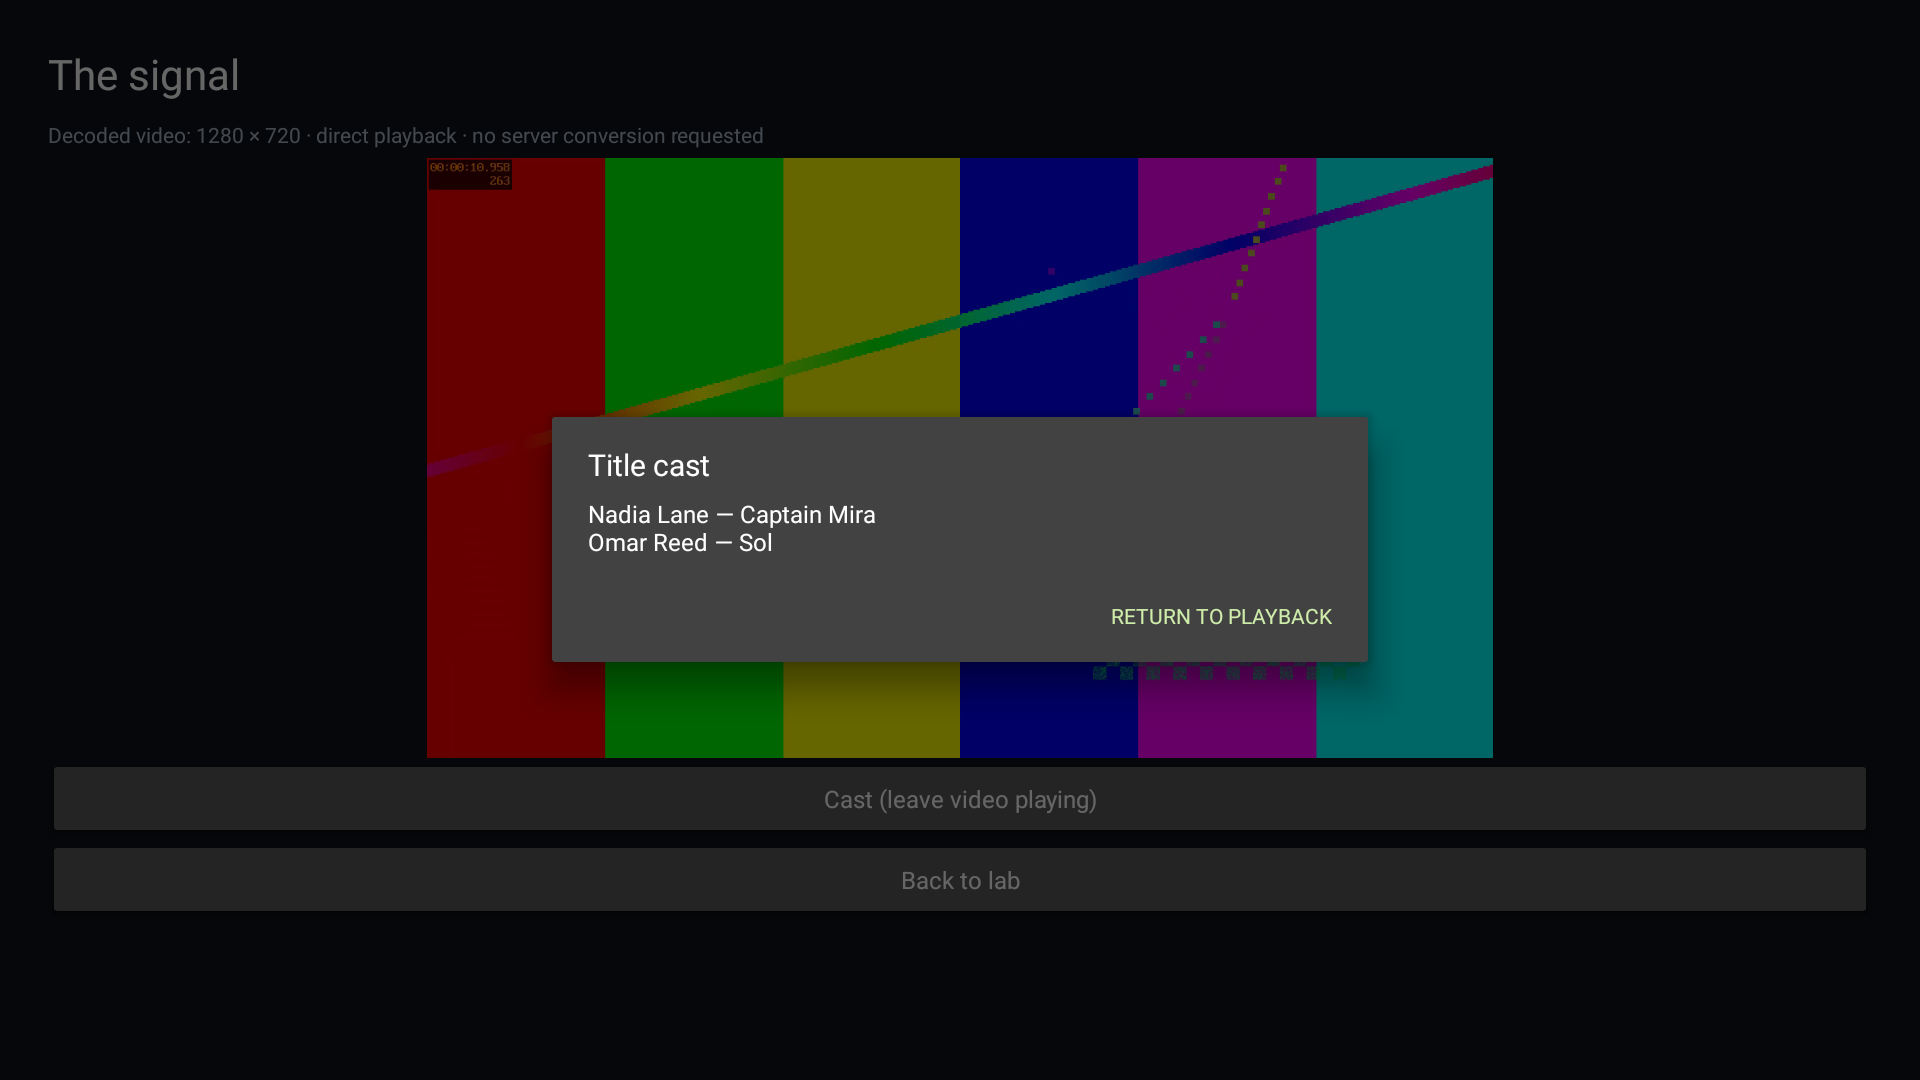 The signal
Decoded video: 1280 × 720 · direct playback · no server conversion requested
00:00:10.958
263
Title cast
Nadia Lane — Captain Mira
Omar Reed — Sol
RETURN TO PLAYBACK
Cast (leave video playing)
Back to lab